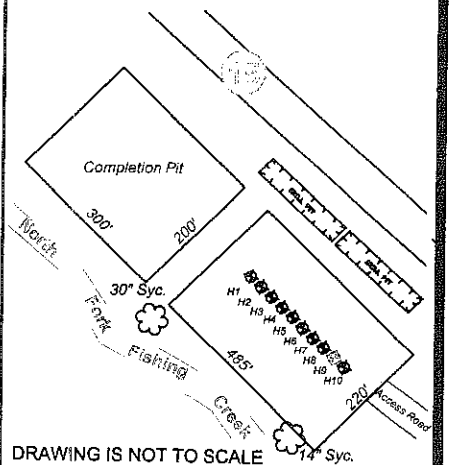 Completion Pit
300'
200'
North
Fork
Fishing
Creek
30" Syc.
H1
H2
H3
H4
H5
H6
H7
H8
H9
H10
485'
220'
Access Road
14" Syc.
DRAWING IS NOT TO SCALE